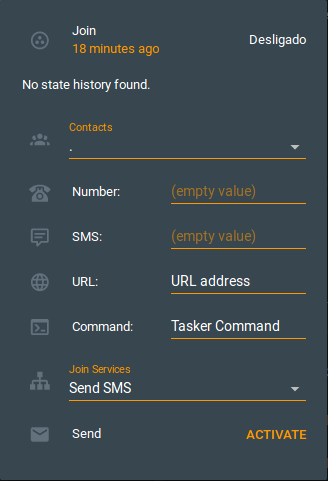 Join
18 minutes ago
Desligado
No state history found.
Contacts
.
Number: (empty value)
SMS: (empty value)
URL: URL address
Command: Tasker Command
Join Services
Send SMS
Send ACTIVATE